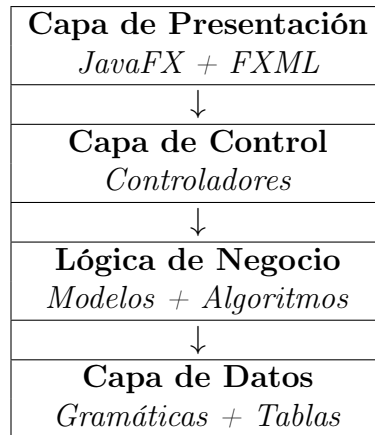 Capa de Presentación
JavaFX + FXML
↓
Capa de Control
Controladores
↓
Lógica de Negocio
Modelos + Algoritmos
↓
Capa de Datos
Gramáticas + Tablas